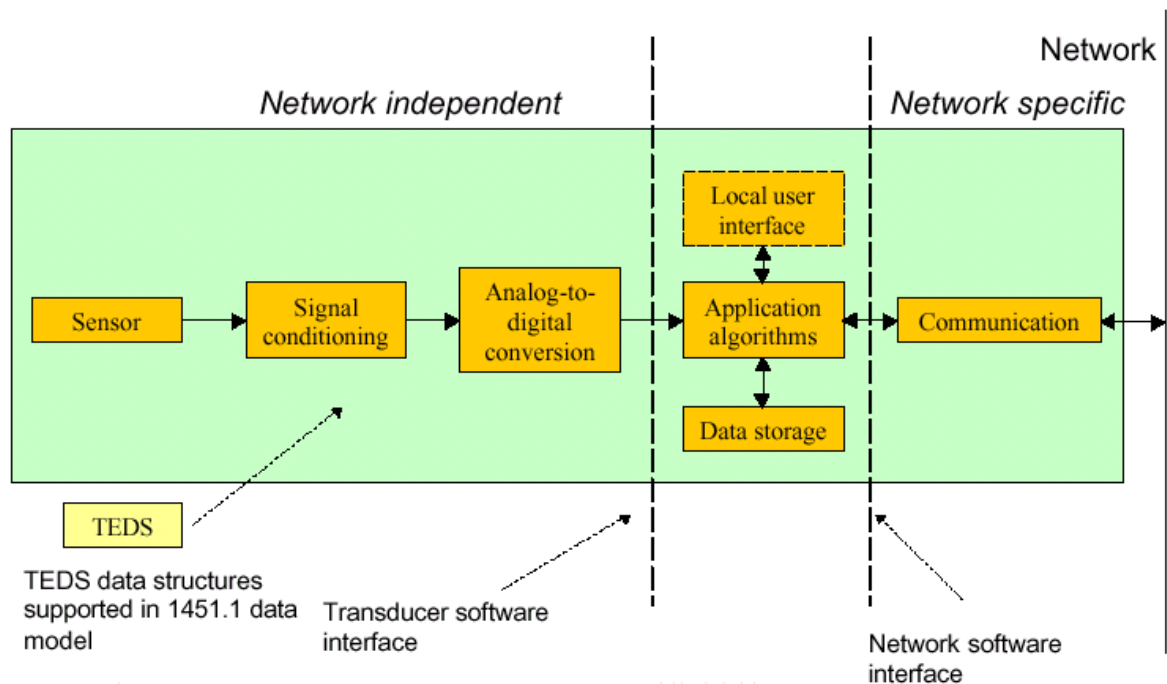 Network
Network independent
Network specific
Local user
interface
Sensor
Signal
conditioning
Analog-to-
digital
conversion
Application
algorithms
Communication
Data storage
TEDS
TEDS data structures
supported in 1451.1 data
model
Transducer software
interface
Network software
interface